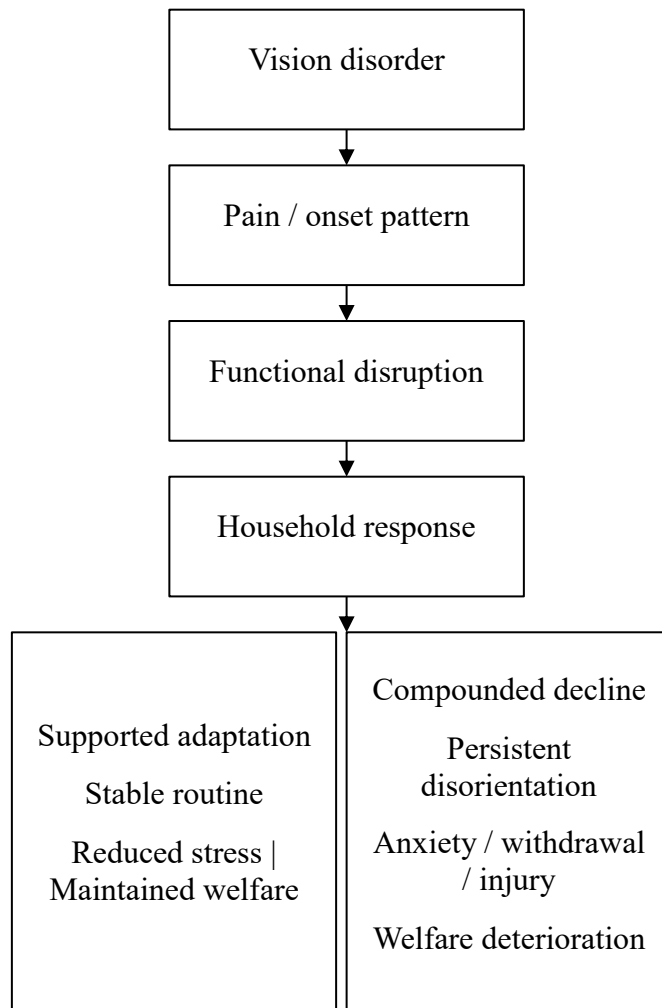 Vision disorder
Pain / onset pattern
Functional disruption
Household response
Supported adaptation
Stable routine
Reduced stress |
Maintained welfare
Compounded decline
Persistent
disorientation
Anxiety / withdrawal
/ injury
Welfare deterioration